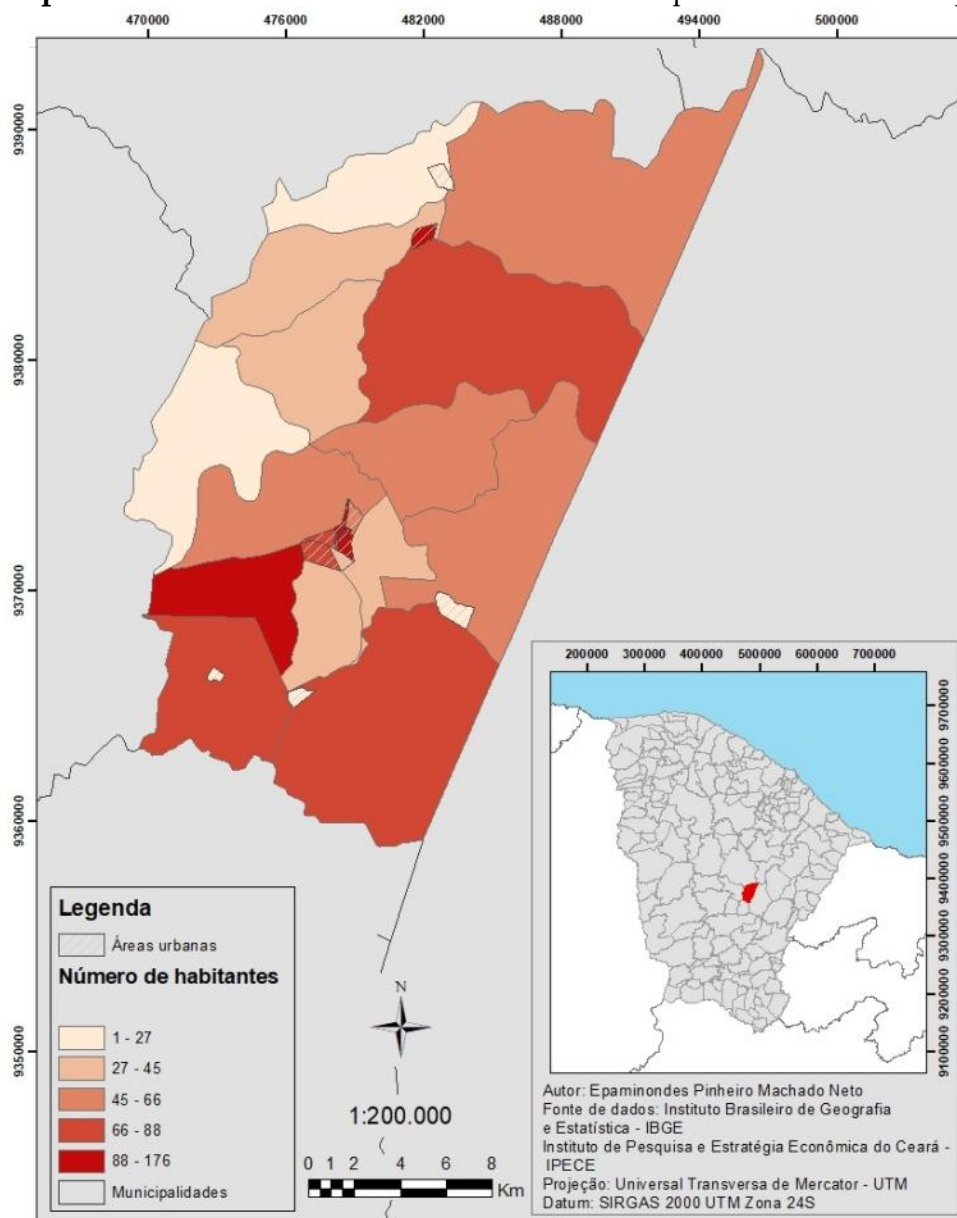 470000 476000 482000 488000 494000 500000
9390000
9380000
9370000
9360000
9350000
200000 300000 400000 500000 600000 700000
9700000
9600000
9500000
9400000
9300000
9200000
9100000
Legenda
Áreas urbanas
Número de habitantes
1 - 27
27 - 45
45 - 66
66 - 88
88 - 176
Municipalidades
N
1:200.000
0 1 2 4 6 8
Km
Autor: Epaminondes Pinheiro Machado Neto
Fonte de dados: Instituto Brasileiro de Geografia
e Estatística - IBGE
Instituto de Pesquisa e Estratégia Econômica do Ceará -
IPECE
Projeção: Universal Transversa de Mercator - UTM
Datum: SIRGAS 2000 UTM Zona 24S